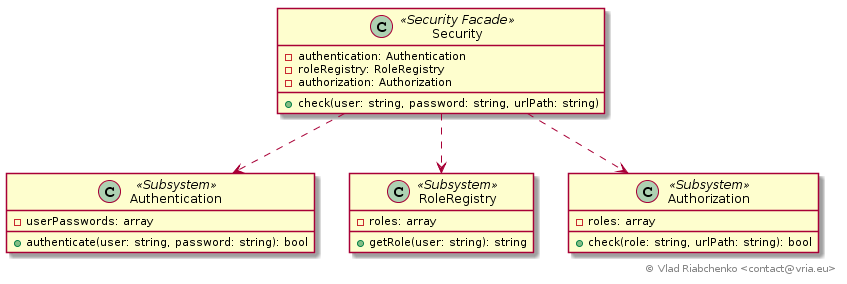 C «Security Facade»
Security
authentication: Authentication
roleRegistry: RoleRegistry
authorization: Authorization
check(user: string, password: string, urlPath: string)
C «Subsystem»
Authentication
userPasswords: array
authenticate(user: string, password: string): bool
C «Subsystem»
RoleRegistry
roles: array
getRole(user: string): string
C «Subsystem»
Authorization
roles: array
check(role: string, urlPath: string): bool
© Vlad Riabchenko <contact@vria.eu>